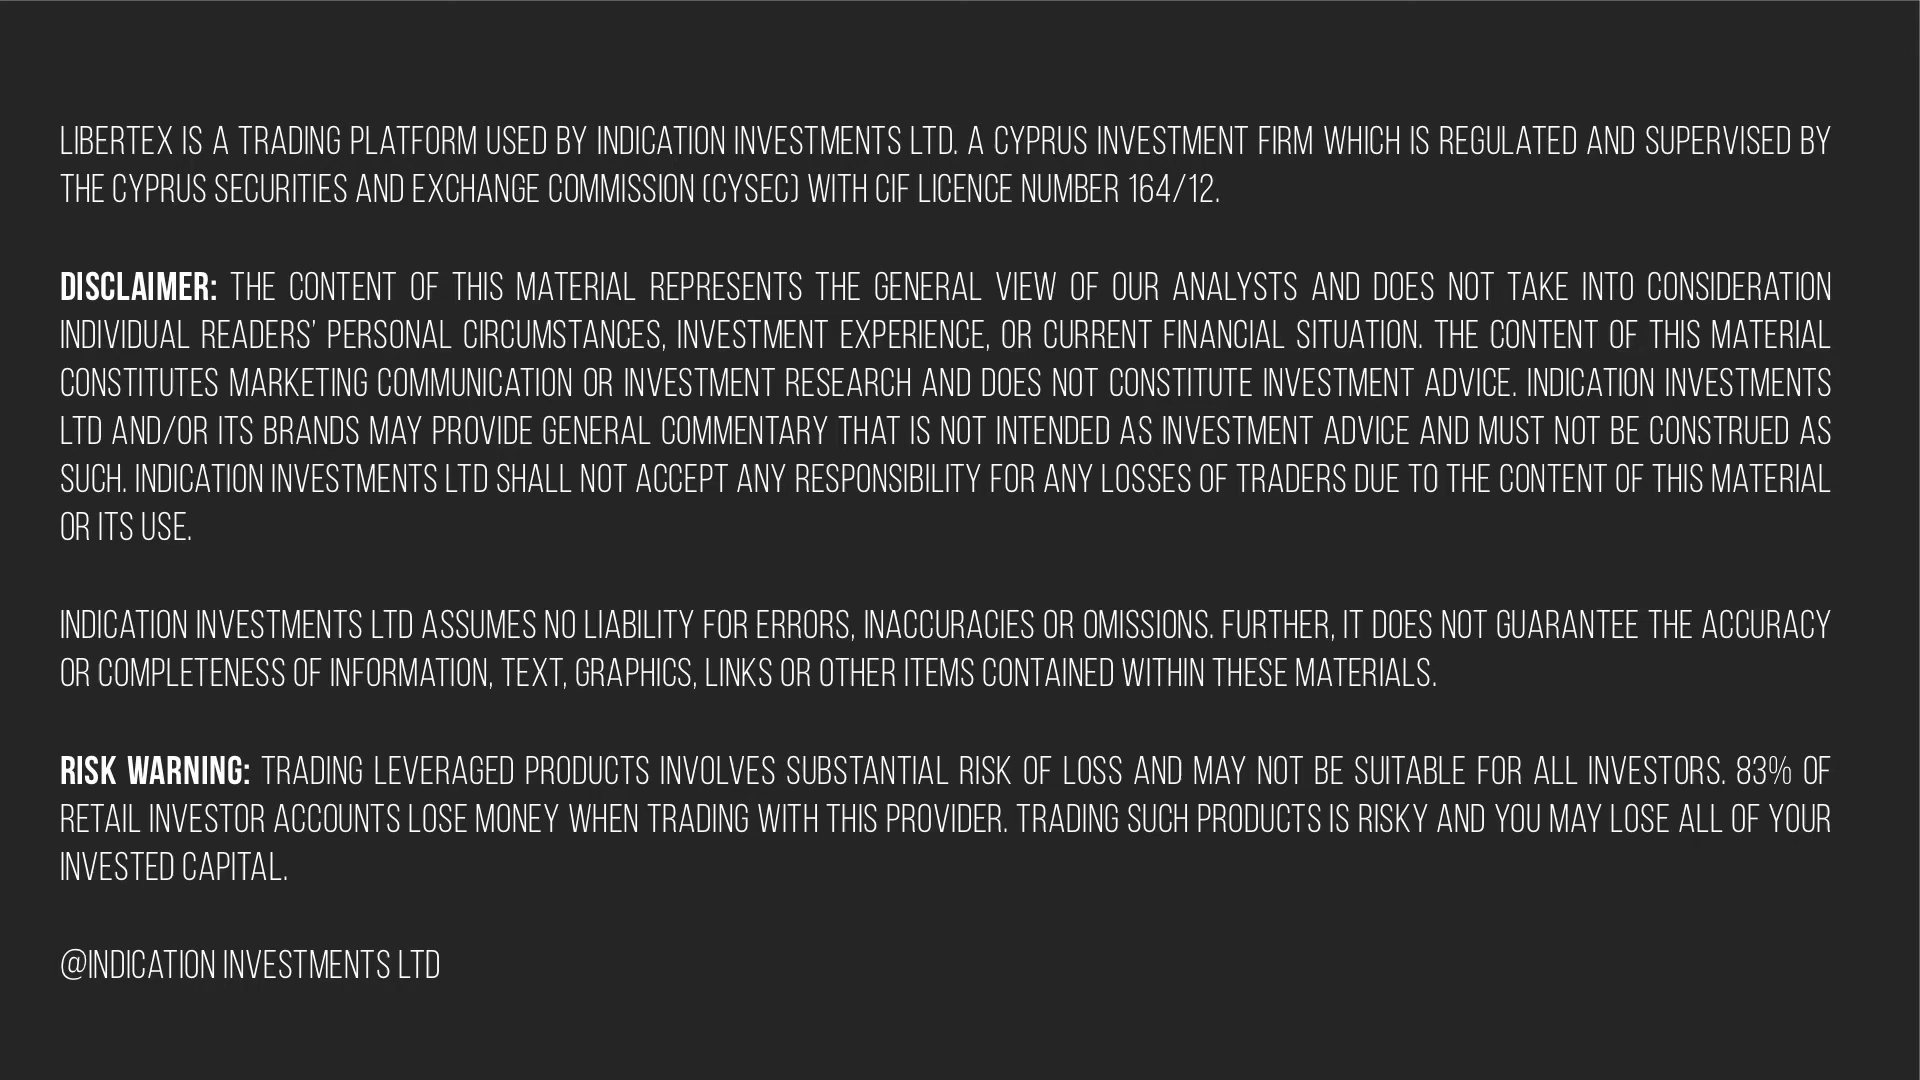 LIBERTEX IS A TRADING PLATFORM USED BY INDICATION INVESTMENTS LTD. A CYPRUS INVESTMENT FIRM WHICH IS REGULATED AND SUPERVISED BY
THE CYPRUS SECURITIES AND EXCHANGE COMMISSION (CYSEC) WITH CIF LICENCE NUMBER 164/12.
DISCLAIMER: THE CONTENT OF THIS MATERIAL REPRESENTS THE GENERAL VIEW OF OUR ANALYSTS AND DOES NOT TAKE INTO CONSIDERATION
INDIVIDUAL READERS’ PERSONAL CIRCUMSTANCES, INVESTMENT EXPERIENCE, OR CURRENT FINANCIAL SITUATION. THE CONTENT OF THIS MATERIAL
CONSTITUTES MARKETING COMMUNICATION OR INVESTMENT RESEARCH AND DOES NOT CONSTITUTE INVESTMENT ADVICE. INDICATION INVESTMENTS
LTD AND/OR ITS BRANDS MAY PROVIDE GENERAL COMMENTARY THAT IS NOT INTENDED AS INVESTMENT ADVICE AND MUST NOT BE CONSTRUED AS
SUCH. INDICATION INVESTMENTS LTD SHALL NOT ACCEPT ANY RESPONSIBILITY FOR ANY LOSSES OF TRADERS DUE TO THE CONTENT OF THIS MATERIAL
OR ITS USE.
INDICATION INVESTMENTS LTD ASSUMES NO LIABILITY FOR ERRORS, INACCURACIES OR OMISSIONS. FURTHER, IT DOES NOT GUARANTEE THE ACCURACY
OR COMPLETENESS OF INFORMATION, TEXT, GRAPHICS, LINKS OR OTHER ITEMS CONTAINED WITHIN THESE MATERIALS.
RISK WARNING: TRADING LEVERAGED PRODUCTS INVOLVES SUBSTANTIAL RISK OF LOSS AND MAY NOT BE SUITABLE FOR ALL INVESTORS. 83% OF
RETAIL INVESTOR ACCOUNTS LOSE MONEY WHEN TRADING WITH THIS PROVIDER. TRADING SUCH PRODUCTS IS RISKY AND YOU MAY LOSE ALL OF YOUR
INVESTED CAPITAL.
@INDICATION INVESTMENTS LTD